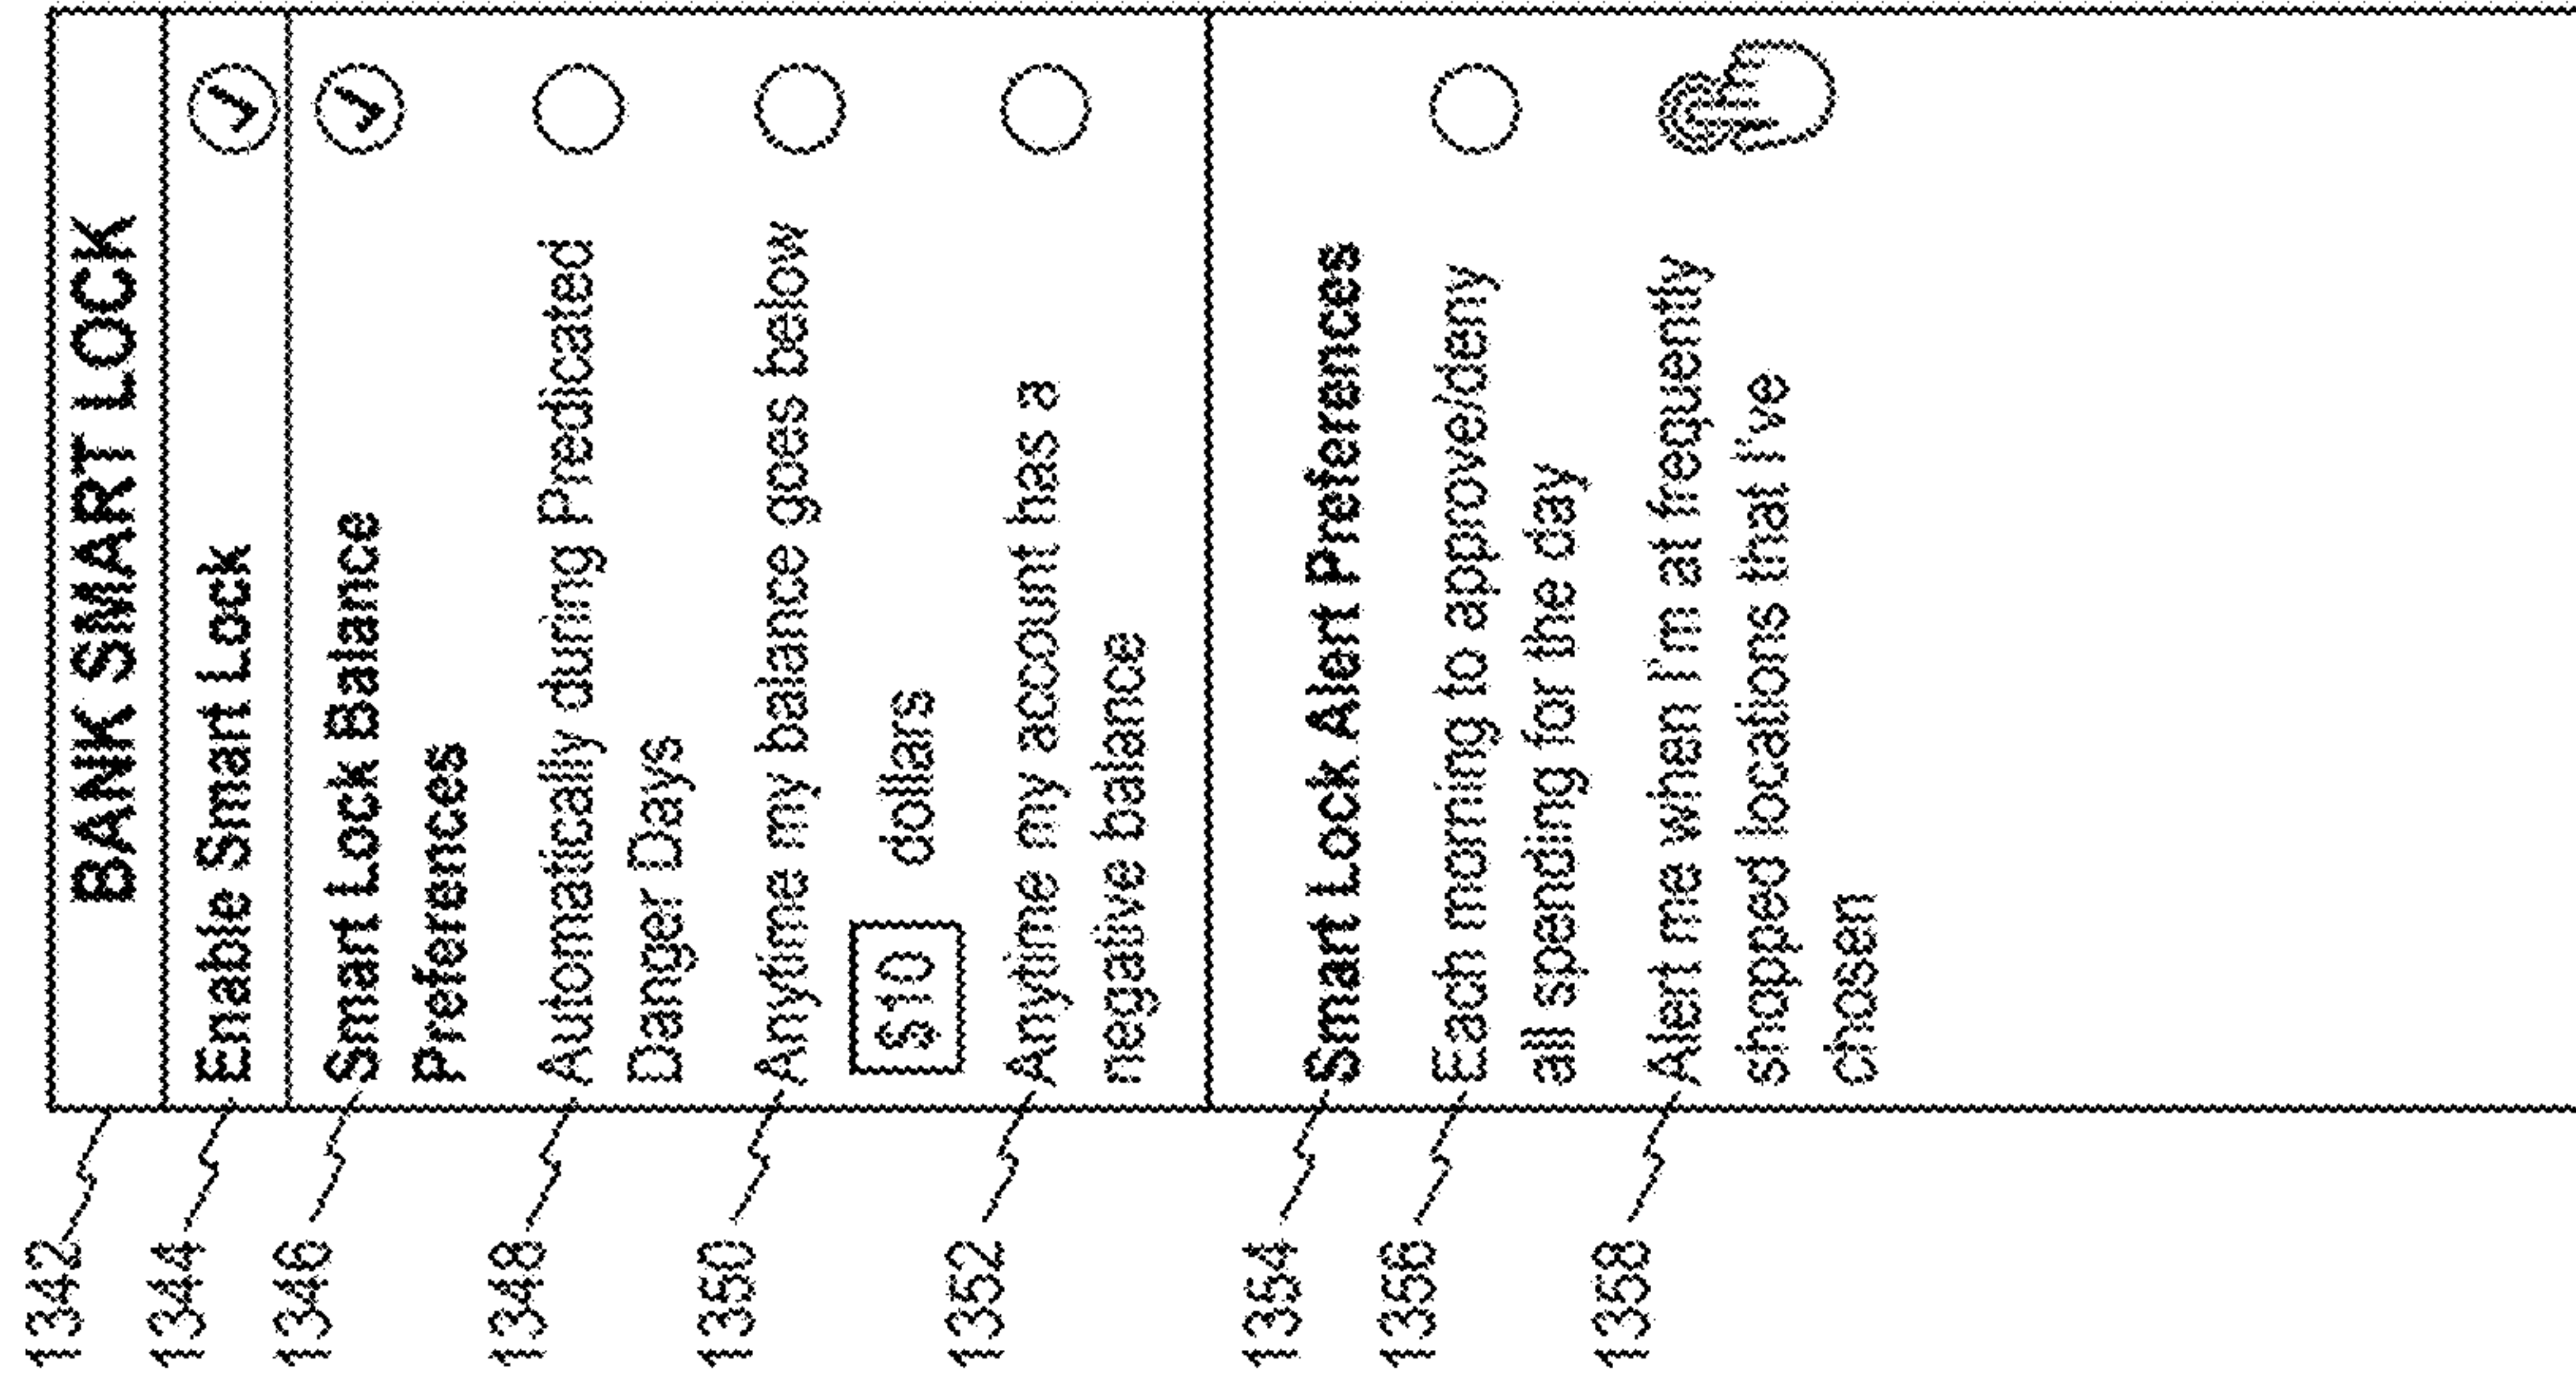 1342
BANK SMART LOCK
1344
Enable Smart Lock
1346
Smart Lock Balance
Preferences
1348
Automatically during Predicated
Danger Days
1350
Anytime my balance goes below
$10 dollars
1352
Anytime my account has a
negative balance
1354
Smart Lock Alert Preferences
1356
Each morning to approve/deny
all spending for the day
1358
Alert me when I'm at frequently
shopped locations that I've
chosen